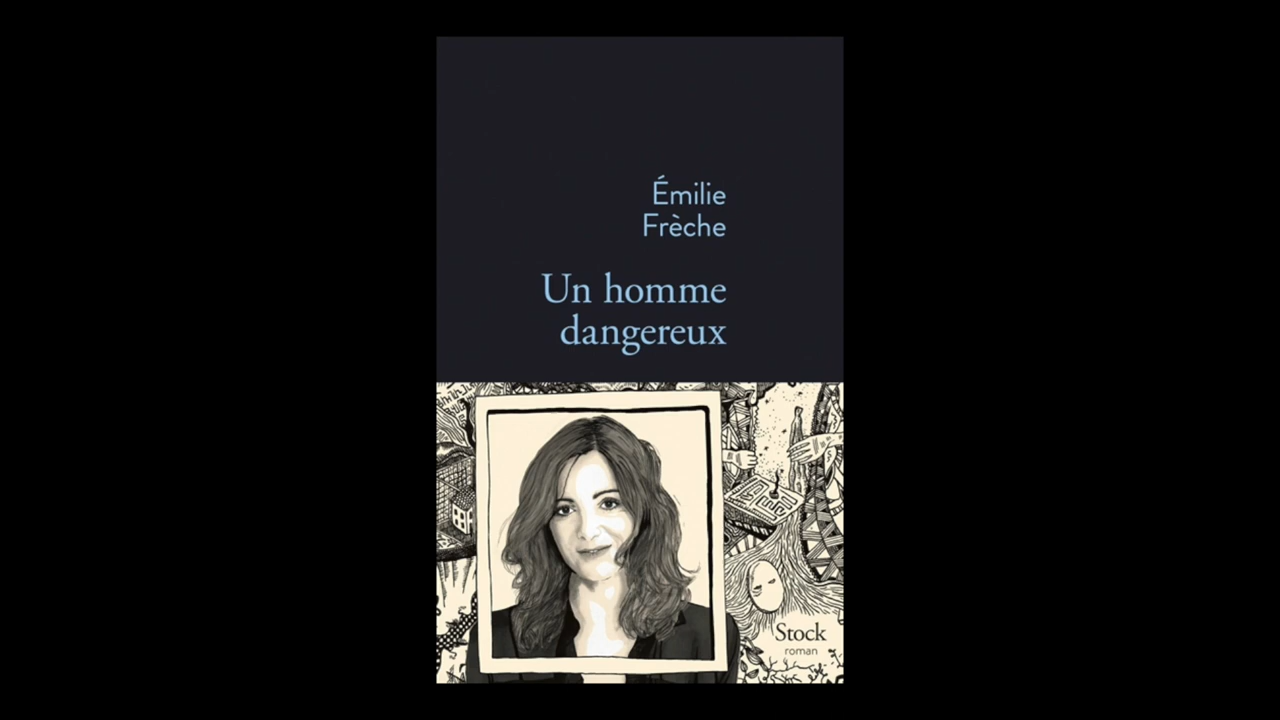 Émilie
Frèche
Un homme
dangereux
Stock
roman